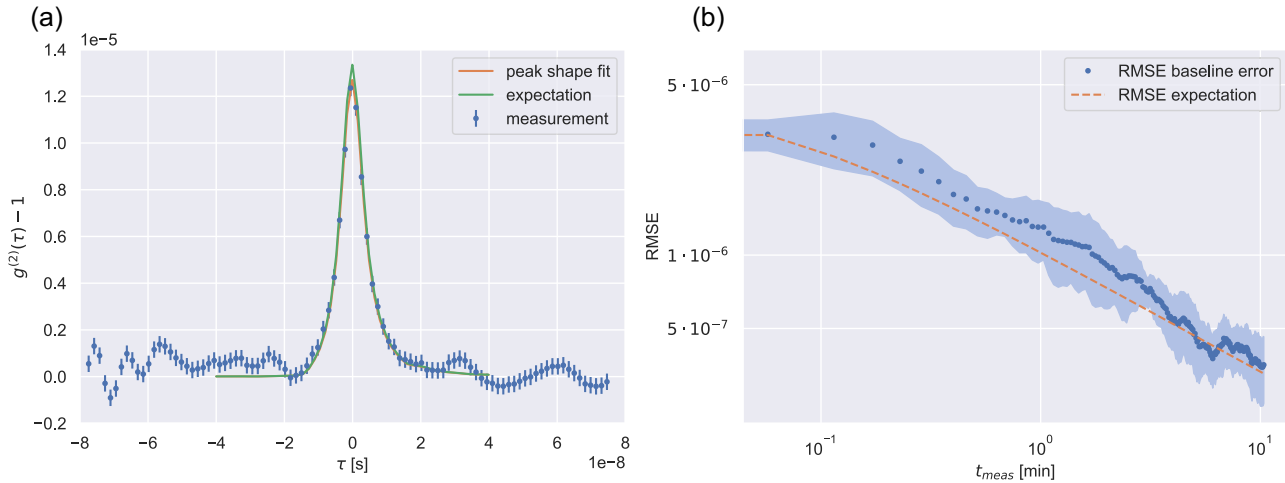 (a)
1e−5
1.4
1.2
1.0
0.8
0.6
0.4
0.2
0.0
−0.2
g^{(2)}(τ) − 1
peak shape fit
expectation
measurement
−8 −6 −4 −2 0 2 4 6 8
τ [s]
1e−8
(b)
5·10^{−6}
1·10^{−6}
5·10^{−7}
RMSE
RMSE baseline error
RMSE expectation
10^{−1} 10^{0} 10^{1}
t_{meas} [min]